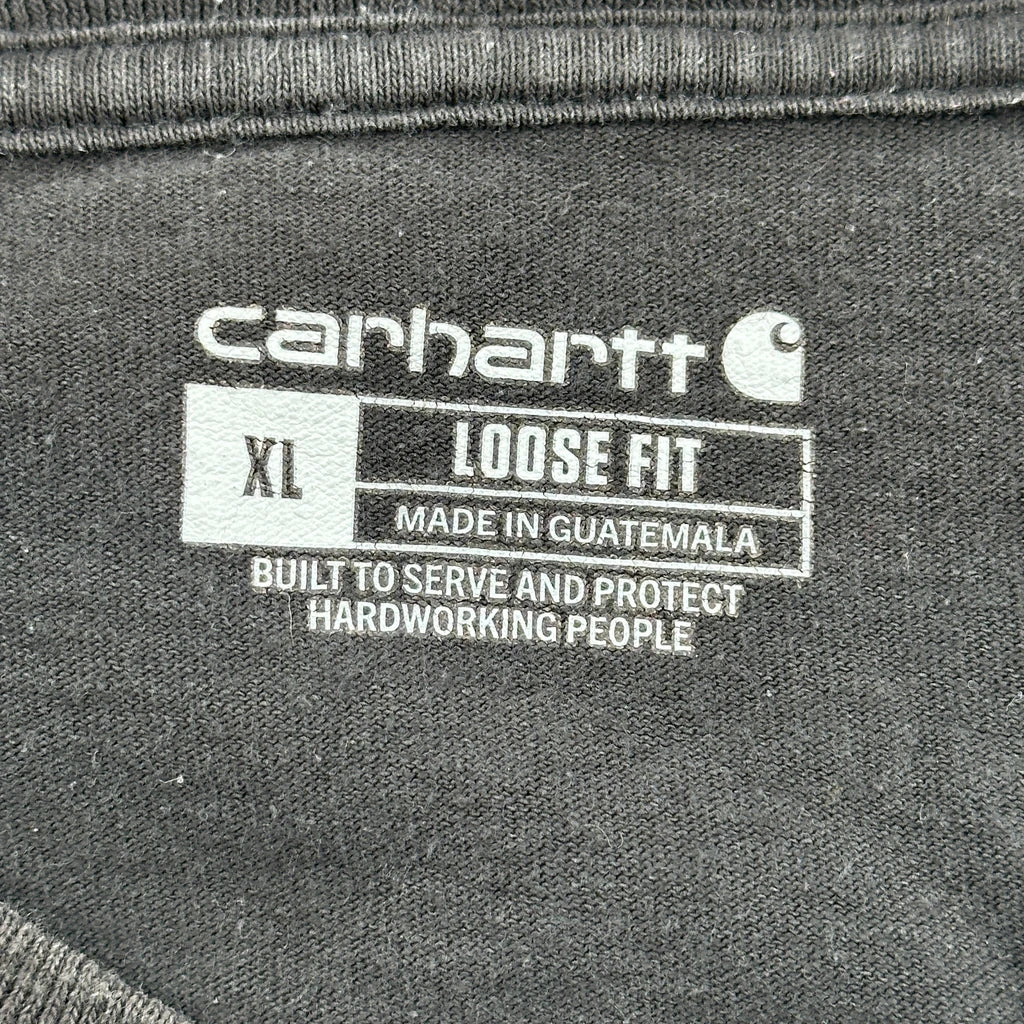 carhartt
XL
LOOSE FIT
MADE IN GUATEMALA
BUILT TO SERVE AND PROTECT
HARDWORKING PEOPLE